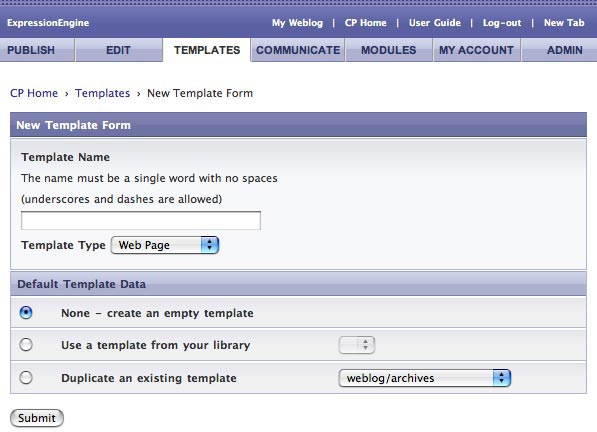 ExpressionEngine My Weblog | CP Home | User Guide | Log-out | New Tab
PUBLISH EDIT TEMPLATES COMMUNICATE MODULES MY ACCOUNT ADMIN
CP Home › Templates › New Template Form
New Template Form
Template Name
The name must be a single word with no spaces
(underscores and dashes are allowed)
Template Type Web Page
Default Template Data
None - create an empty template
Use a template from your library
Duplicate an existing template weblog/archives
Submit